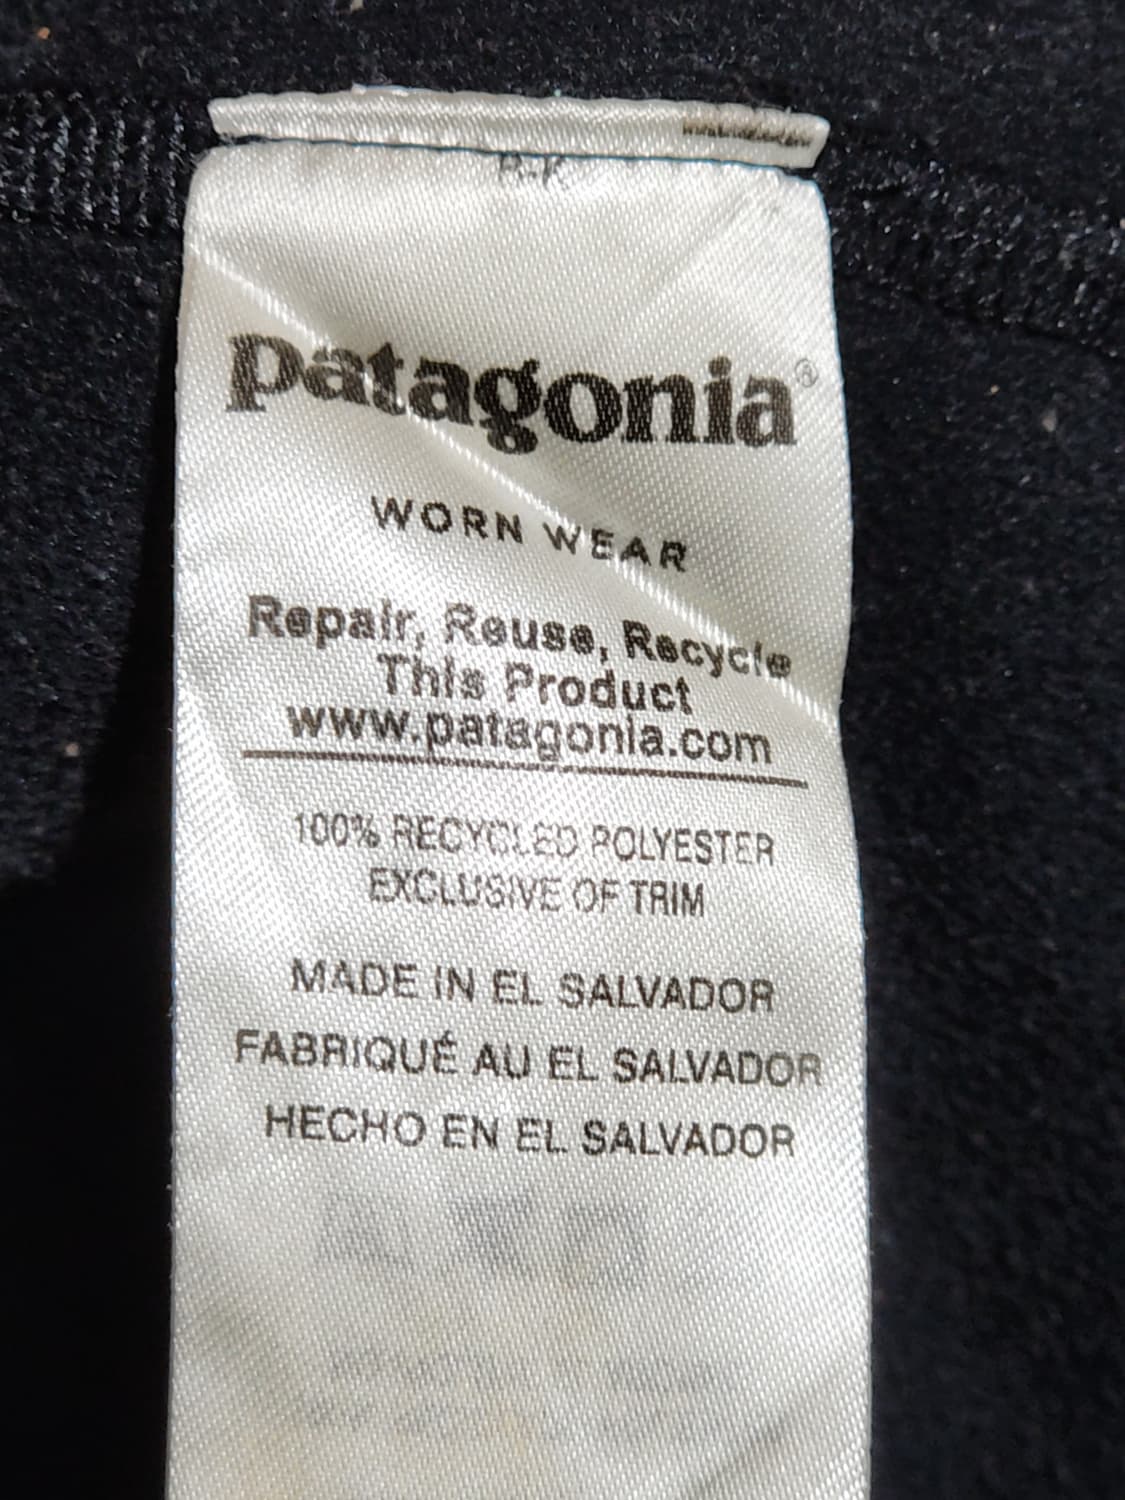 patagonia®
WORN WEAR
Repair, Reuse, Recycle
This Product
www.patagonia.com
100% RECYCLED POLYESTER
EXCLUSIVE OF TRIM
MADE IN EL SALVADOR
FABRIQUÉ AU EL SALVADOR
HECHO EN EL SALVADOR